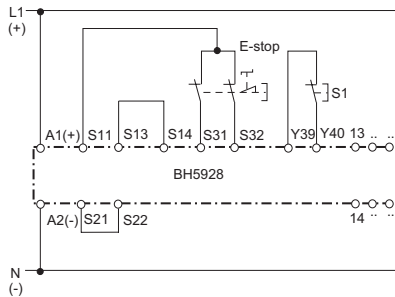 L1
(+)
E-stop
S1
A1(+) S11 S13 S14 S31 S32 Y39 Y40 13 .. ..
BH5928
A2(-) S21 S22 14 .. ..
N
(-)